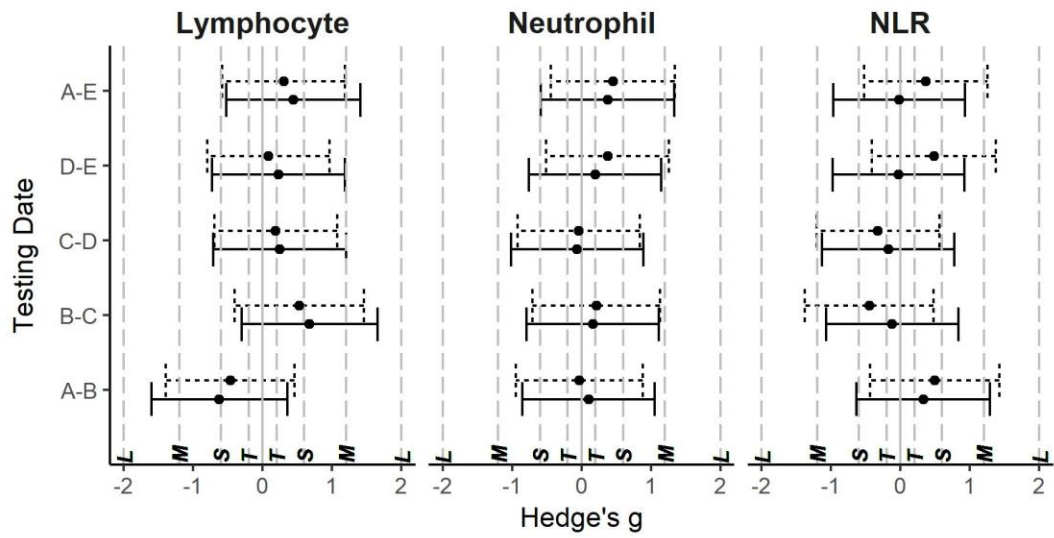 Lymphocyte Neutrophil NLR
Testing Date
A-E
D-E
C-D
B-C
A-B
L M S T T S M L L M S T T S M L L M S T T S M L
-2 -1 0 1 2 -2 -1 0 1 2 -2 -1 0 1 2
Hedge's g